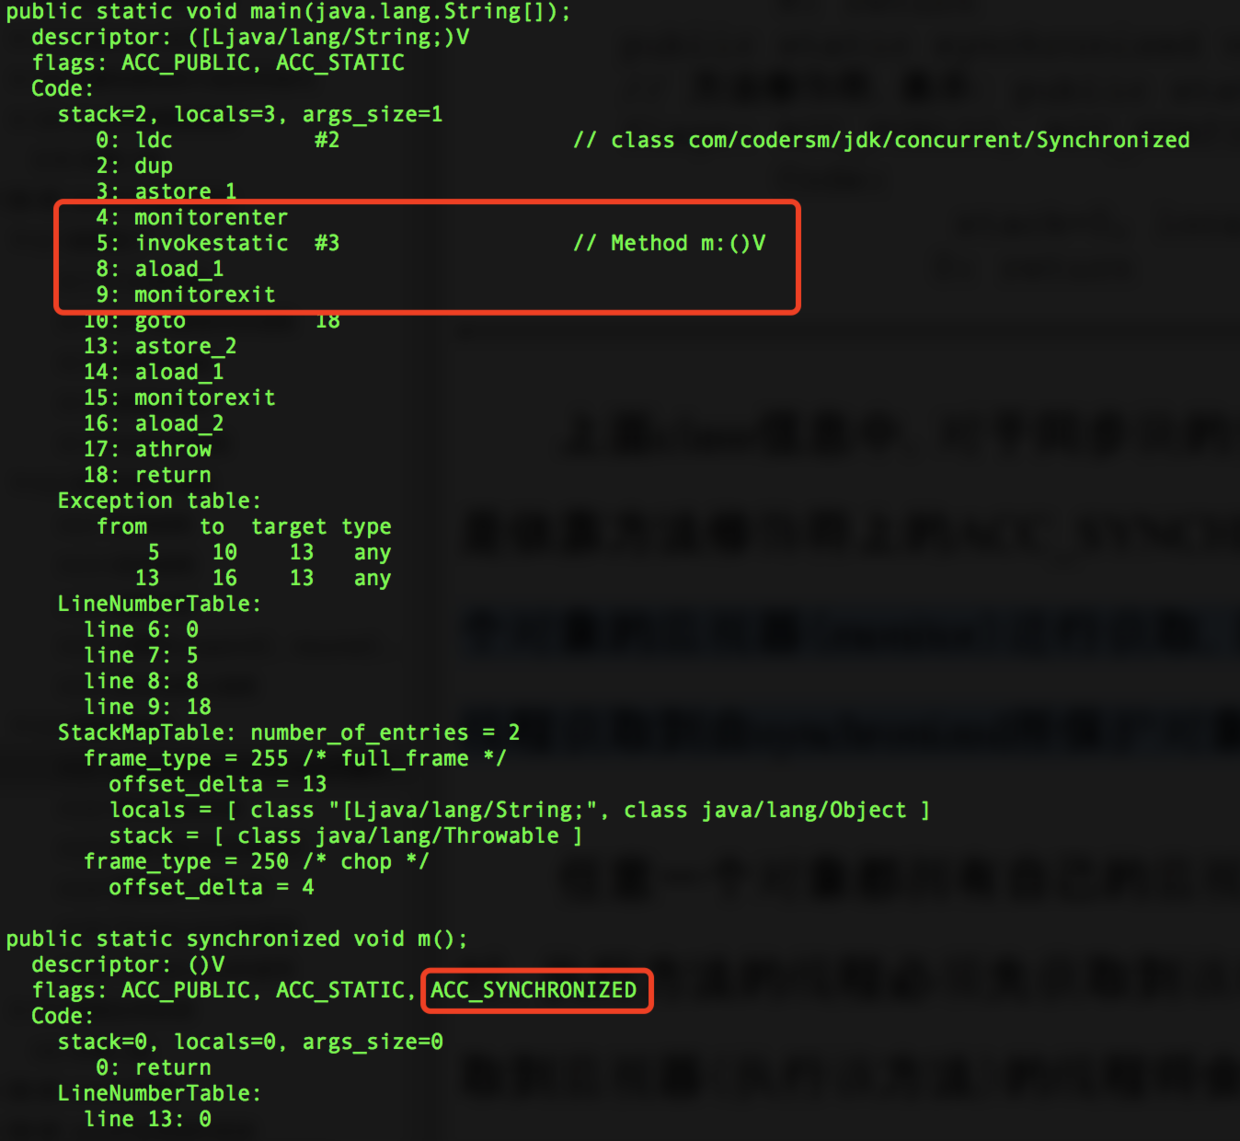 public static void main(java.lang.String[]);
descriptor: ([Ljava/lang/String;)V
flags: ACC_PUBLIC, ACC_STATIC
Code:
stack=2, locals=3, args_size=1
0: ldc #2 // class com/codersm/jdk/concurrent/Synchronized
2: dup
3: astore_1
4: monitorenter
5: invokestatic #3 // Method m:()V
8: aload_1
9: monitorexit
10: goto 18
13: astore_2
14: aload_1
15: monitorexit
16: aload_2
17: athrow
18: return
Exception table:
from to target type
5 10 13 any
13 16 13 any
LineNumberTable:
line 6: 0
line 7: 5
line 8: 8
line 9: 18
StackMapTable: number_of_entries = 2
frame_type = 255 /* full_frame */
offset_delta = 13
locals = [ class "[Ljava/lang/String;", class java/lang/Object ]
stack = [ class java/lang/Throwable ]
frame_type = 250 /* chop */
offset_delta = 4
public static synchronized void m();
descriptor: ()V
flags: ACC_PUBLIC, ACC_STATIC, ACC_SYNCHRONIZED
Code:
stack=0, locals=0, args_size=0
0: return
LineNumberTable:
line 13: 0